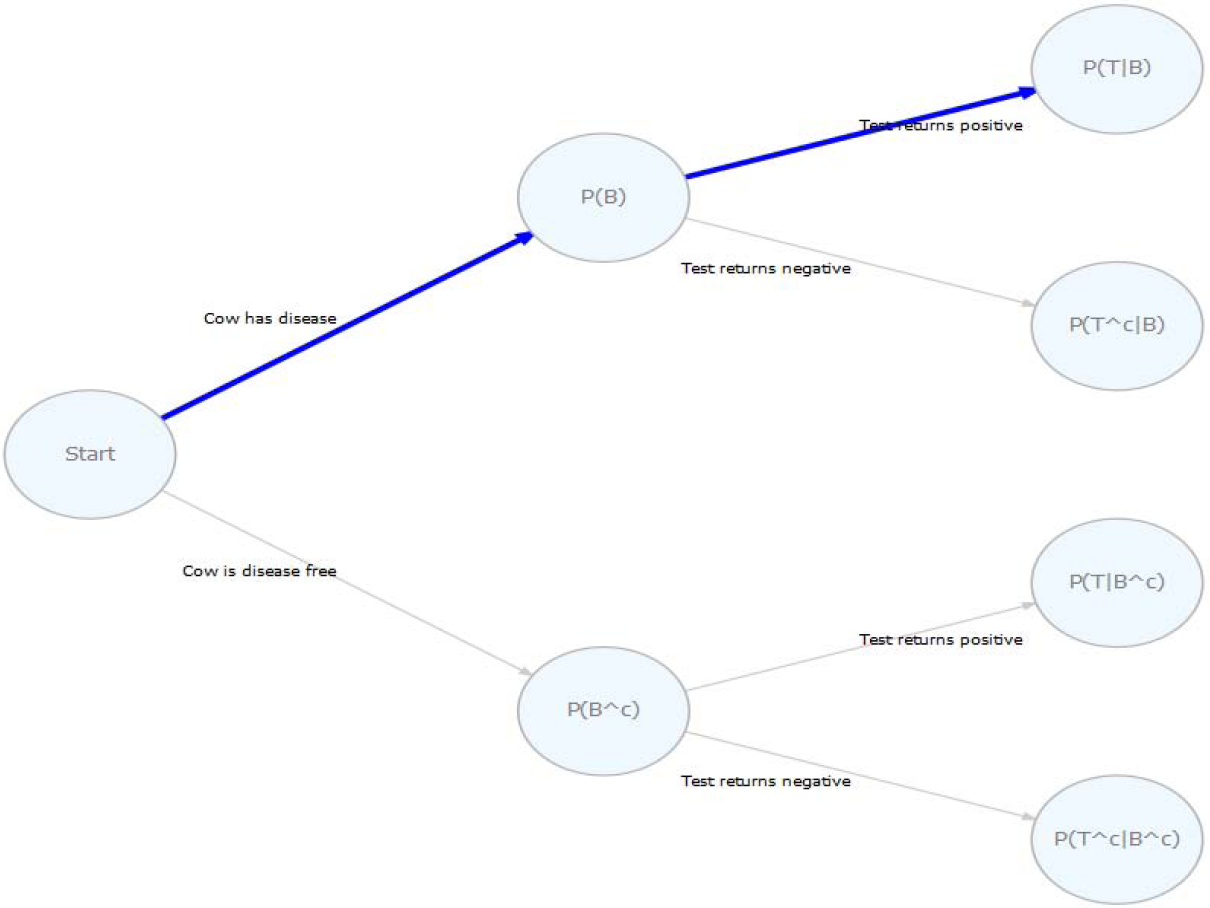 P(T|B)
Test returns positive
P(B)
Test returns negative
Cow has disease
P(T^c|B)
Start
Cow is disease free
P(T|B^c)
Test returns positive
P(B^c)
Test returns negative
P(T^c|B^c)